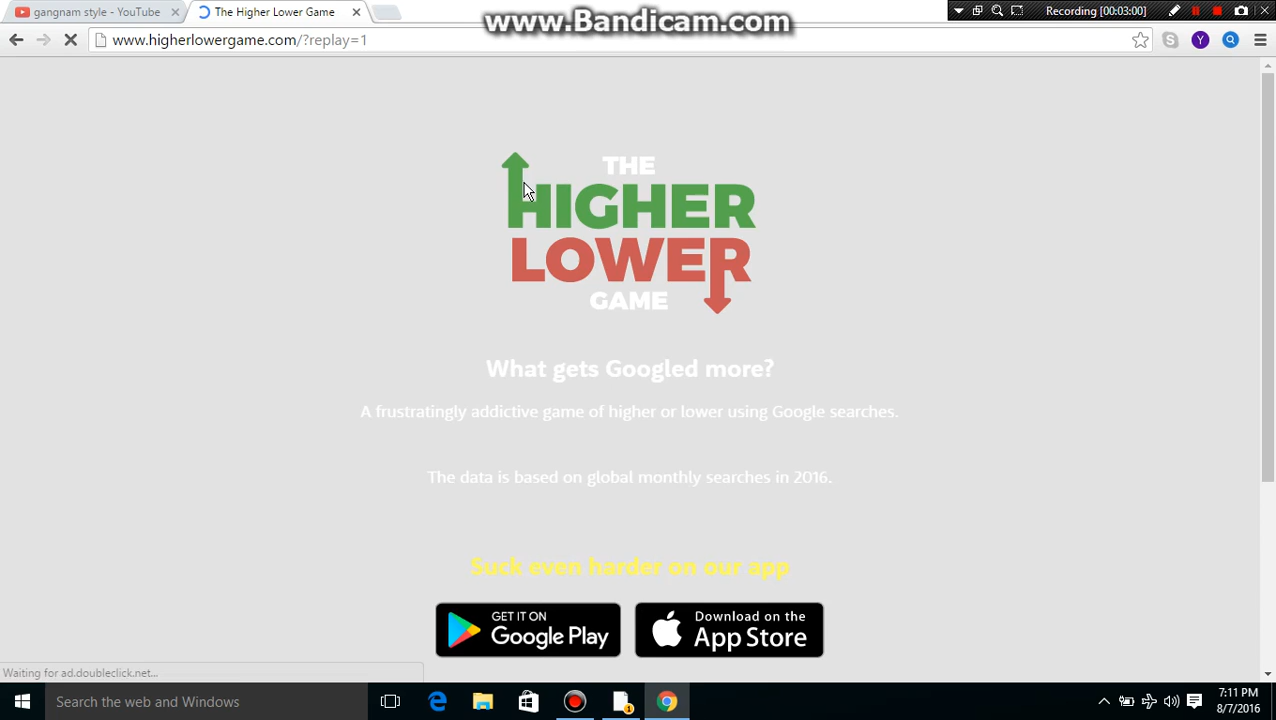 gangnam style - YouTube
The Higher Lower Game
www.Bandicam.com
Recording [00:03:00]
www.higherlowergame.com/?replay=1
S
Y
THE
HIGHER
LOWER
GAME
What gets Googled more?
A frustratingly addictive game of higher or lower using Google searches.
The data is based on global monthly searches in 2016.
Suck even harder on our app
GET IT ON
Google Play
Download on the
App Store
Waiting for ad.doubleclick.net...
Search the web and Windows
1
7:11 PM
8/7/2016